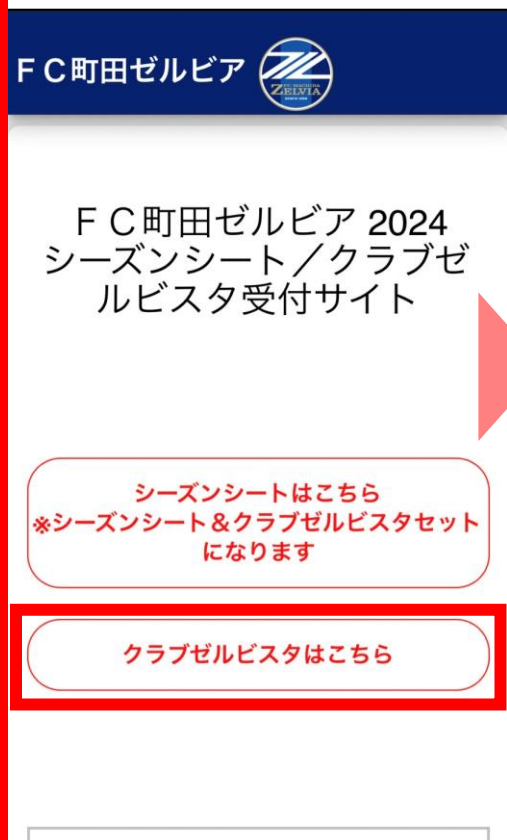 ＦＣ町田ゼルビア
FC MACHIDA
ZELVIA
ＦＣ町田ゼルビア 2024
シーズンシート／クラブゼ
ルビスタ受付サイト
シーズンシートはこちら
※シーズンシート＆クラブゼルビスタセット
になります
クラブゼルビスタはこちら